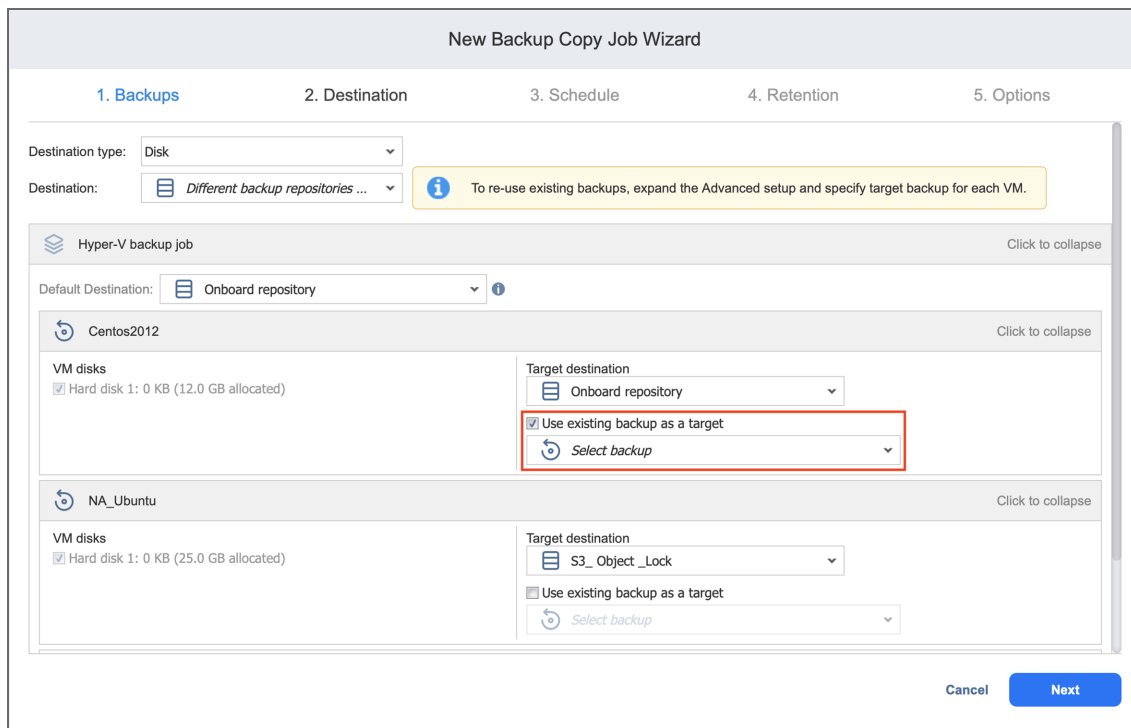 New Backup Copy Job Wizard
1. Backups 2. Destination 3. Schedule 4. Retention 5. Options
Destination type: Disk
Destination: Different backup repositories ... To re-use existing backups, expand the Advanced setup and specify target backup for each VM.
Hyper-V backup job Click to collapse
Default Destination: Onboard repository
Centos2012 Click to collapse
VM disks
Hard disk 1: 0 KB (12.0 GB allocated)
Target destination
Onboard repository
Use existing backup as a target
Select backup
NA_Ubuntu Click to collapse
VM disks
Hard disk 1: 0 KB (25.0 GB allocated)
Target destination
S3_ Object _Lock
Use existing backup as a target
Select backup
Cancel Next